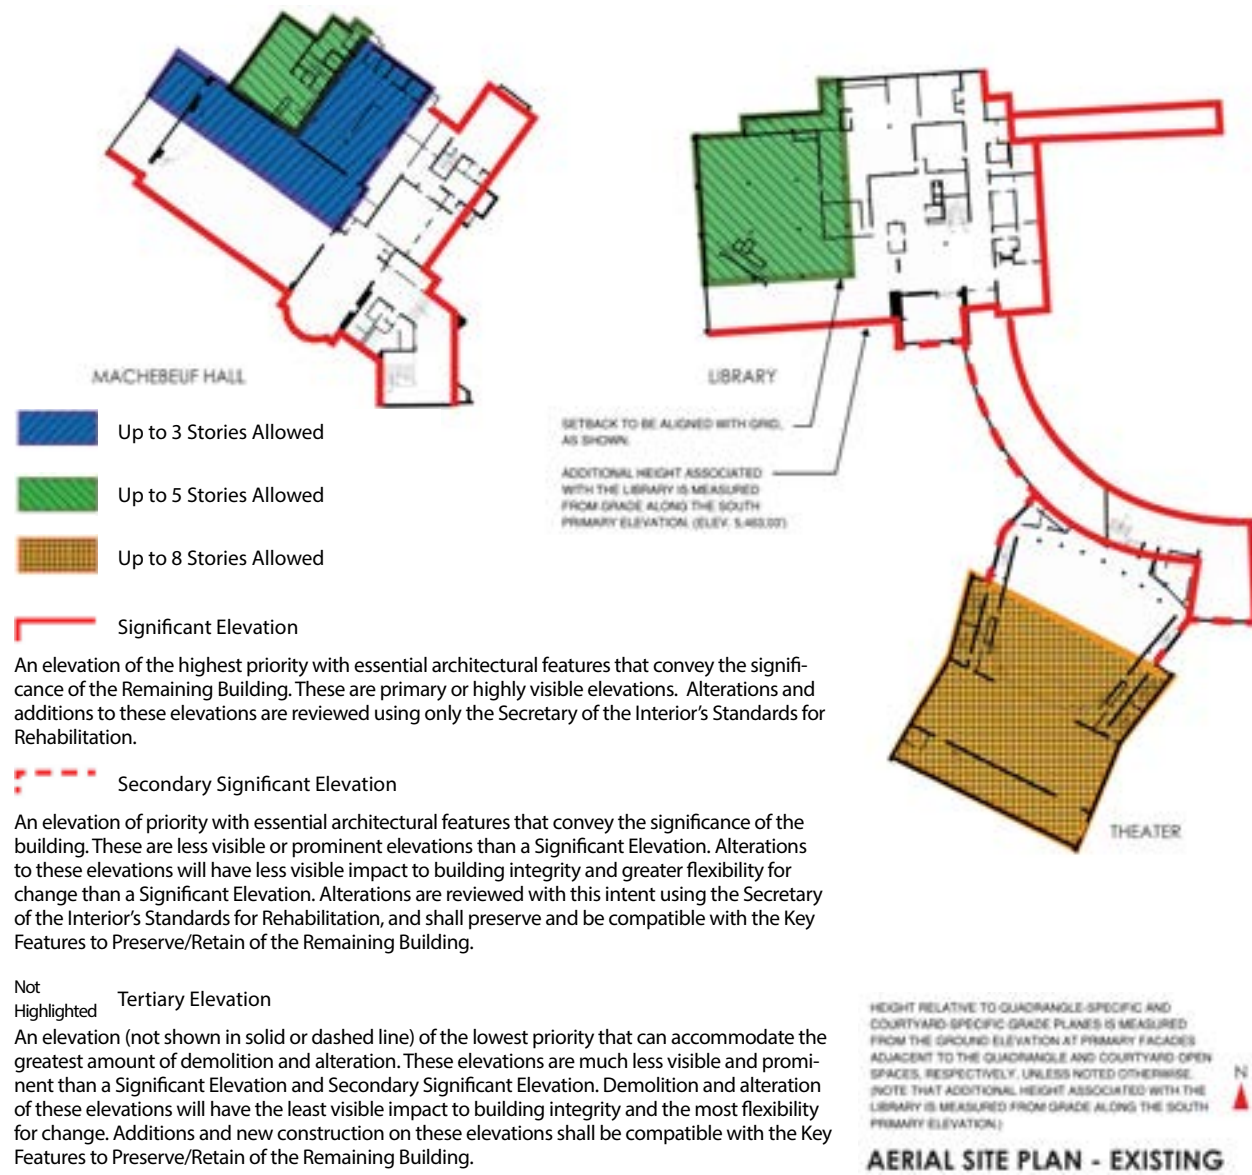 MACHEBEUF HALL
LIBRARY
Up to 3 Stories Allowed
Up to 5 Stories Allowed
Up to 8 Stories Allowed
SETBACK TO BE ALIGNED WITH GRID,
AS SHOWN.
ADDITIONAL HEIGHT ASSOCIATED
WITH THE LIBRARY IS MEASURED
FROM GRADE ALONG THE SOUTH
PRIMARY ELEVATION. (ELEV. 5,463.00')
THEATER
Significant Elevation
An elevation of the highest priority with essential architectural features that convey the signifi-
cance of the Remaining Building. These are primary or highly visible elevations. Alterations and
additions to these elevations are reviewed using only the Secretary of the Interior’s Standards for
Rehabilitation.
Secondary Significant Elevation
An elevation of priority with essential architectural features that convey the significance of the
building. These are less visible or prominent elevations than a Significant Elevation. Alterations
to these elevations will have less visible impact to building integrity and greater flexibility for
change than a Significant Elevation. Alterations are reviewed with this intent using the Secretary
of the Interior’s Standards for Rehabilitation, and shall preserve and be compatible with the Key
Features to Preserve/Retain of the Remaining Building.
Not
Highlighted
Tertiary Elevation
An elevation (not shown in solid or dashed line) of the lowest priority that can accommodate the
greatest amount of demolition and alteration. These elevations are much less visible and promi-
nent than a Significant Elevation and Secondary Significant Elevation. Demolition and alteration
of these elevations will have the least visible impact to building integrity and the most flexibility
for change. Additions and new construction on these elevations shall be compatible with the Key
Features to Preserve/Retain of the Remaining Building.
HEIGHT RELATIVE TO QUADRANGLE-SPECIFIC AND
COURTYARD-SPECIFIC GRADE PLANES IS MEASURED
FROM THE GROUND ELEVATION AT PRIMARY FACADES
ADJACENT TO THE QUADRANGLE AND COURTYARD OPEN
SPACES, RESPECTIVELY, UNLESS NOTED OTHERWISE.
(NOTE THAT ADDITIONAL HEIGHT ASSOCIATED WITH THE
LIBRARY IS MEASURED FROM GRADE ALONG THE SOUTH
PRIMARY ELEVATION.)
N
AERIAL SITE PLAN - EXISTING